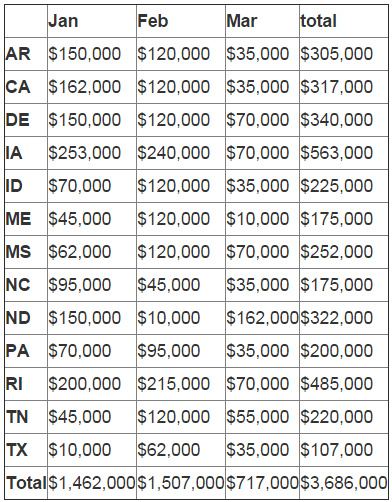 Jan Feb Mar total
AR $150,000 $120,000 $35,000 $305,000
CA $162,000 $120,000 $35,000 $317,000
DE $150,000 $120,000 $70,000 $340,000
IA $253,000 $240,000 $70,000 $563,000
ID $70,000 $120,000 $35,000 $225,000
ME $45,000 $120,000 $10,000 $175,000
MS $62,000 $120,000 $70,000 $252,000
NC $95,000 $45,000 $35,000 $175,000
ND $150,000 $10,000 $162,000 $322,000
PA $70,000 $95,000 $35,000 $200,000
RI $200,000 $215,000 $70,000 $485,000
TN $45,000 $120,000 $55,000 $220,000
TX $10,000 $62,000 $35,000 $107,000
Total $1,462,000 $1,507,000 $717,000 $3,686,000